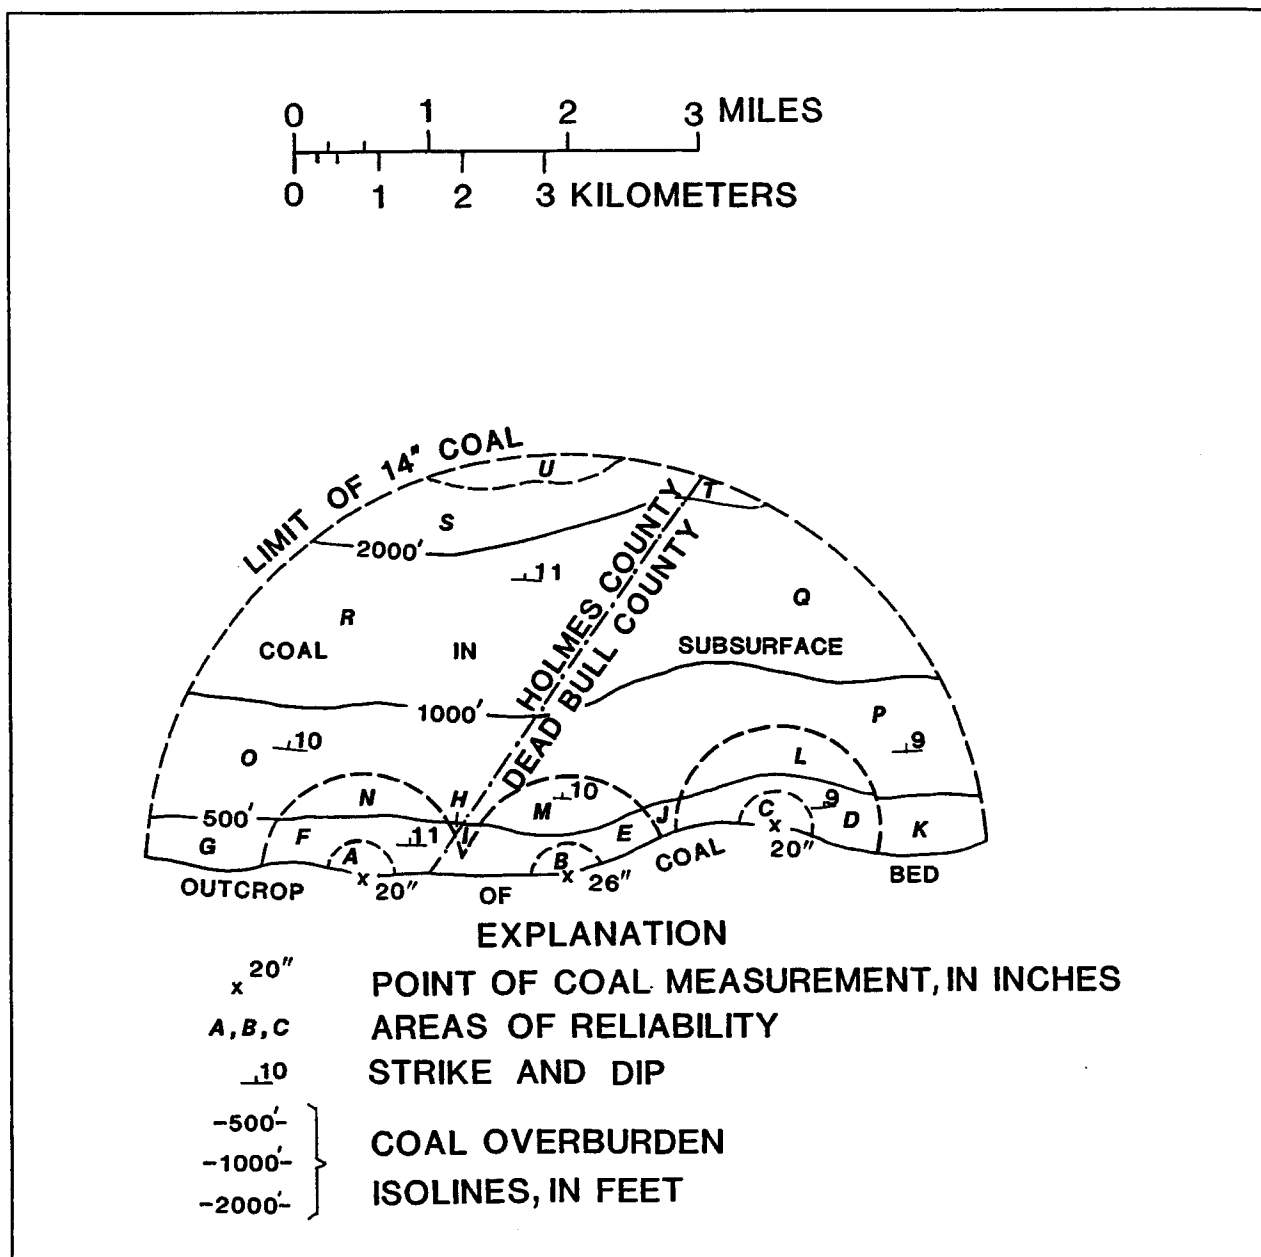 0 1 2 3 MILES
0 1 2 3 KILOMETERS
LIMIT OF 14" COAL
U
T
S
2000'
11
HOLMES COUNTY
DEAD BULL COUNTY
Q
R
COAL IN SUBSURFACE
1000'
P
O
10
9
L
N
H
M
10
500'
G
F
11
I
E
J
C
9
D
K
A
B
20"
26"
20"
OUTCROP OF COAL BED
EXPLANATION
x 20" POINT OF COAL MEASUREMENT, IN INCHES
A, B, C AREAS OF RELIABILITY
10 STRIKE AND DIP
-500'-
-1000'-
-2000'-
COAL OVERBURDEN
ISOLINES, IN FEET